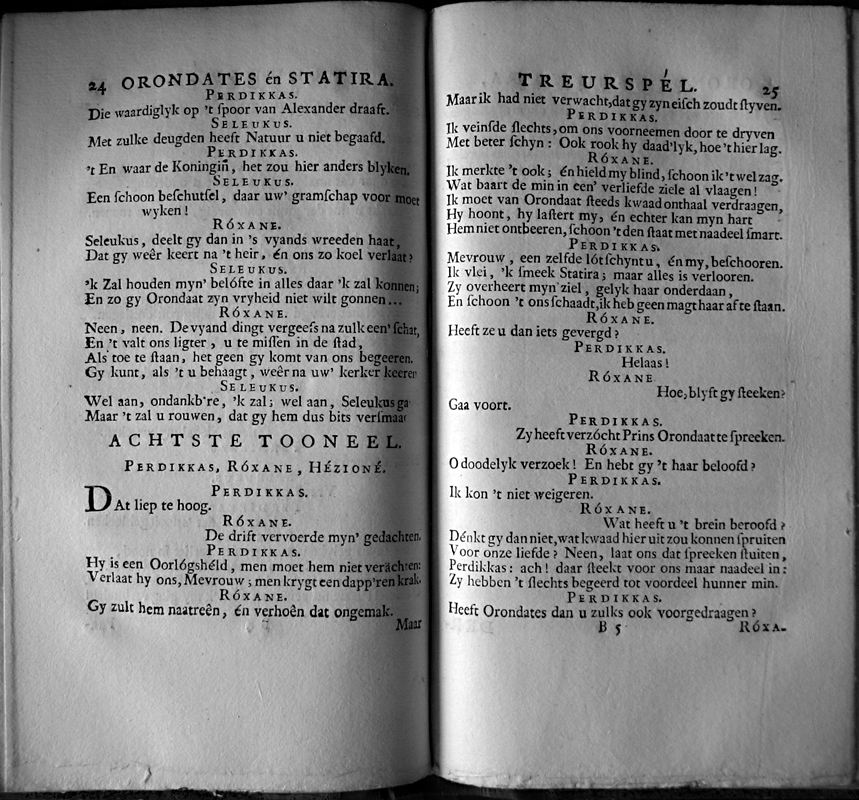 24 ORONDATES én STATIRA.
PERDIKKAS.
Die waardiglyk op 't ſpoor van Alexander draaft.
SELEUKUS.
Met zulke deugden heeft Natuur u niet begaafd.
PERDIKKAS.
't En waar de Koningin, het zou hier anders blyken.
SELEUKUS.
Een ſchoon beſchutſel, daar uw' gramſchap voor moet
wyken!
RÓXANE.
Seleukus, deelt gy dan in 's vyands wreeden haat,
Dat gy weêr keert na 't heir, én ons zo koel verlaat?
SELEUKUS.
'k Zal houden myn' belófte in alles daar 'k zal konnen;
En zo gy Orondaat zyn vryheid niet wilt gonnen...
RÓXANE.
Neen, neen. De vyand dingt vergeefs na zulk een' ſchat,
En 't valt ons ligter, u te miſſen in de ſtad,
Als toe te ſtaan, het geen gy komt van ons begeeren.
Gy kunt, als 't u behaagt, weêr na uw' kerker keeren
SELEUKUS.
Wel aan, ondankb're, 'k zal; wel aan, Seleukus ga
Maar 't zal u rouwen, dat gy hem dus bits verſmaa
ACHTSTE TOONEEL.
PERDIKKAS, RÓXANE, HÉZIONÉ.
PERDIKKAS.
DAt liep te hoog.
RÓXANE.
De drift vervoerde myn' gedachten.
PERDIKKAS.
Hy is een Oorlógshéld, men moet hem niet verachten:
Verlaat hy ons, Mevrouw; men krygt een dapp'ren krak.
RÓXANE.
Gy zult hem naatreên, én verhoên dat ongemak.
Maar
TREURSPÉL. 25
Maar ik had niet verwacht, dat gy zyn eiſch zoudt ſtyven.
PERDIKKAS.
Ik veinſde ſlechts, om ons voorneemen door te dryven
Met beter ſchyn: Ook rook hy daad'lyk, hoe 't hier lag.
RÓXANE.
Ik merkte 't ook; én hield my blind, ſchoon ik 't wel zag.
Wat baart de min in een' verliefde ziele al vlaagen!
Ik moet van Orondaat ſteeds kwaad onthaal verdraagen,
Hy hoont, hy laſtert my, én echter kan myn hart
Hem niet ontbeeren, ſchoon 't den ſtaat met naadeel ſmart.
PERDIKKAS.
Mevrouw, een zelfde lót ſchynt u, én my, beſchooren.
Ik vlei, 'k ſmeek Statira; maar alles is verlooren.
Zy overheert myn' ziel, gelyk haar onderdaan,
En ſchoon 't ons ſchaadt, ik heb geen magt haar af te ſtaan.
RÓXANE.
Heeft ze u dan iets gevergd?
PERDIKKAS.
Helaas!
RÓXANE
Hoe, blyft gy ſteeken?
Gaa voort.
PERDIKKAS.
Zy heeft verzócht Prins Orondaat te ſpreeken.
RÓXANE.
O doodelyk verzoek! En hebt gy 't haar beloofd?
PERDIKKAS.
Ik kon 't niet weigeren.
RÓXANE.
Wat heeft u 't brein beroofd?
Dénkt gy dan niet, wat kwaad hier uit zou konnen ſpruiten
Voor onze liefde? Neen, laat ons dat ſpreeken ſtuiten,
Perdikkas: ach! daar ſteekt voor ons maar naadeel in:
Zy hebben 't ſlechts begeerd tot voordeel hunner min.
PERDIKKAS.
Heeft Orondates dan u zulks ook voorgedraagen?
B 5 RÓXA-